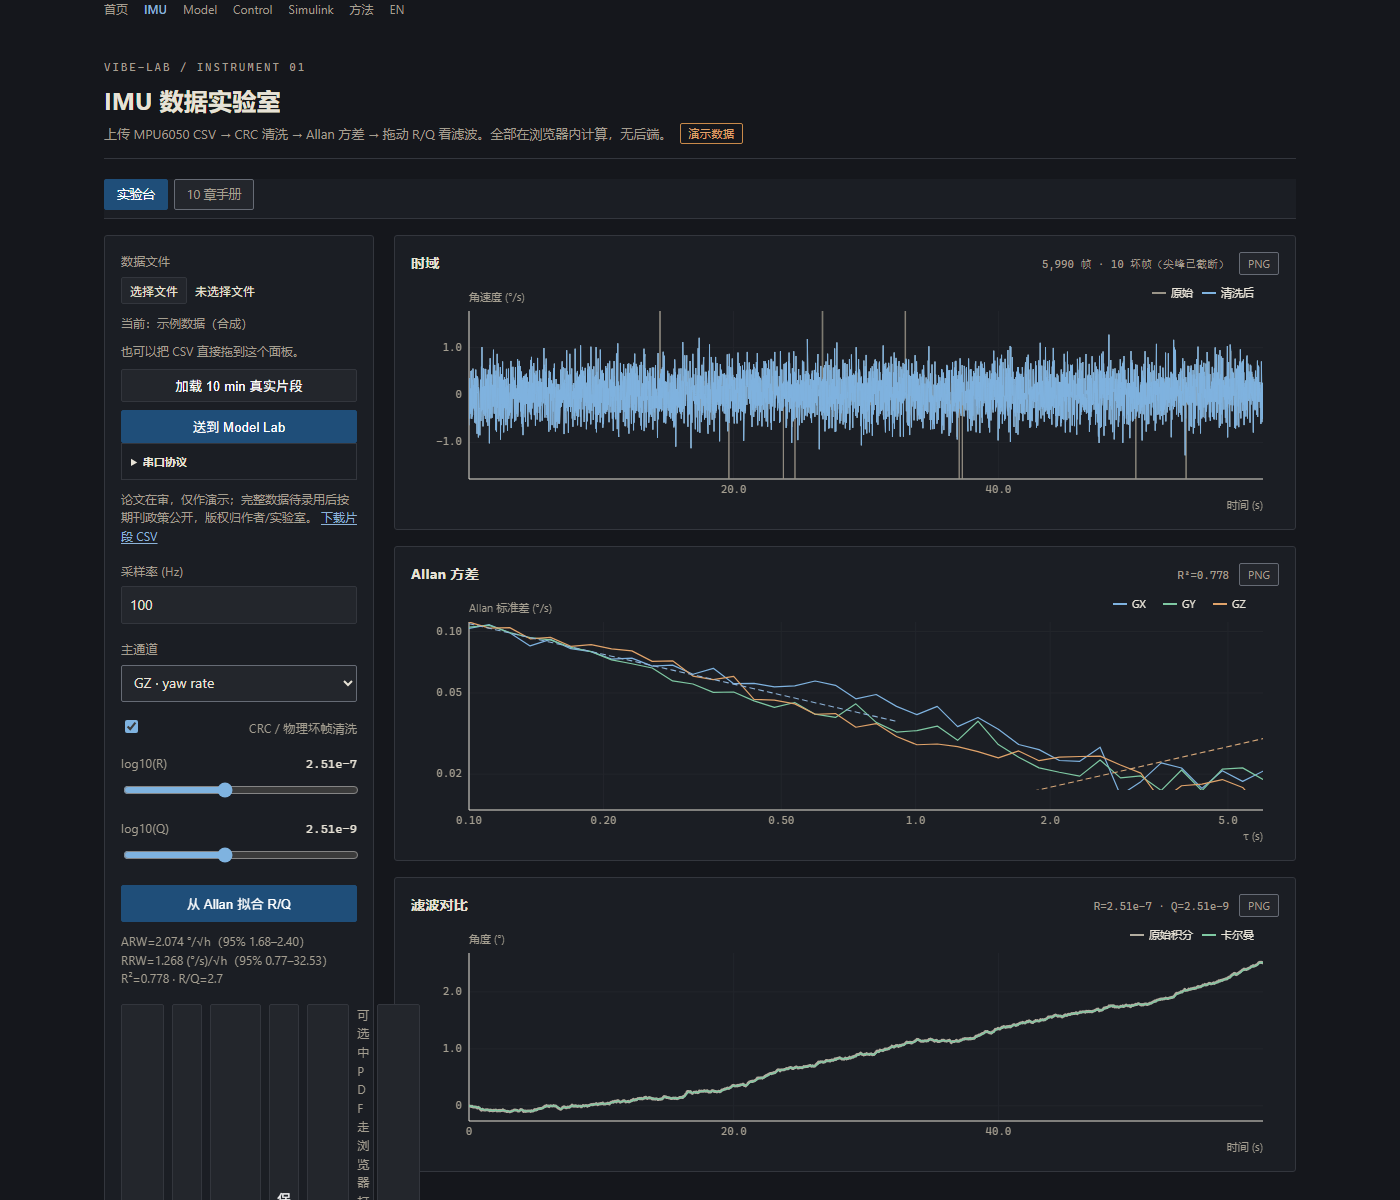 首页 IMU Model Control Simulink 方法 EN
VIBE-LAB / INSTRUMENT 01
IMU 数据实验室
上传 MPU6050 CSV → CRC 清洗 → Allan 方差 → 拖动 R/Q 看滤波。全部在浏览器内计算，无后端。 演示数据
实验台 10 章手册
数据文件
选择文件 未选择文件
当前：示例数据（合成）
也可以把 CSV 直接拖到这个面板。
加载 10 min 真实片段
送到 Model Lab
▶ 串口协议
论文在审，仅作演示；完整数据待录用后按
期刊政策公开，版权归作者/实验室。 下载片
段 CSV
采样率 (Hz)
100
主通道
GZ · yaw rate
CRC / 物理坏帧清洗
log10(R) 2.51e-7
log10(Q) 2.51e-9
从 Allan 拟合 R/Q
ARW=2.074 °/√h（95% 1.68–2.40）
RRW=1.268 (°/s)/√h（95% 0.77–32.53）
R²=0.778 · R/Q=2.7
可
选
中
P
D
F
走
浏
览
器
时域
5,990 帧 · 10 坏帧（尖峰已截断） PNG
角速度 (°/s)
原始 清洗后
1.0
0
-1.0
20.0 40.0
时间 (s)
Allan 方差
R²=0.778 PNG
Allan 标准差 (°/s)
GX GY GZ
0.10
0.05
0.02
0.10 0.20 0.50 1.0 2.0 5.0
τ (s)
滤波对比
R=2.51e-7 · Q=2.51e-9 PNG
角度 (°)
原始积分 卡尔曼
2.0
1.0
0
0 20.0 40.0
时间 (s)